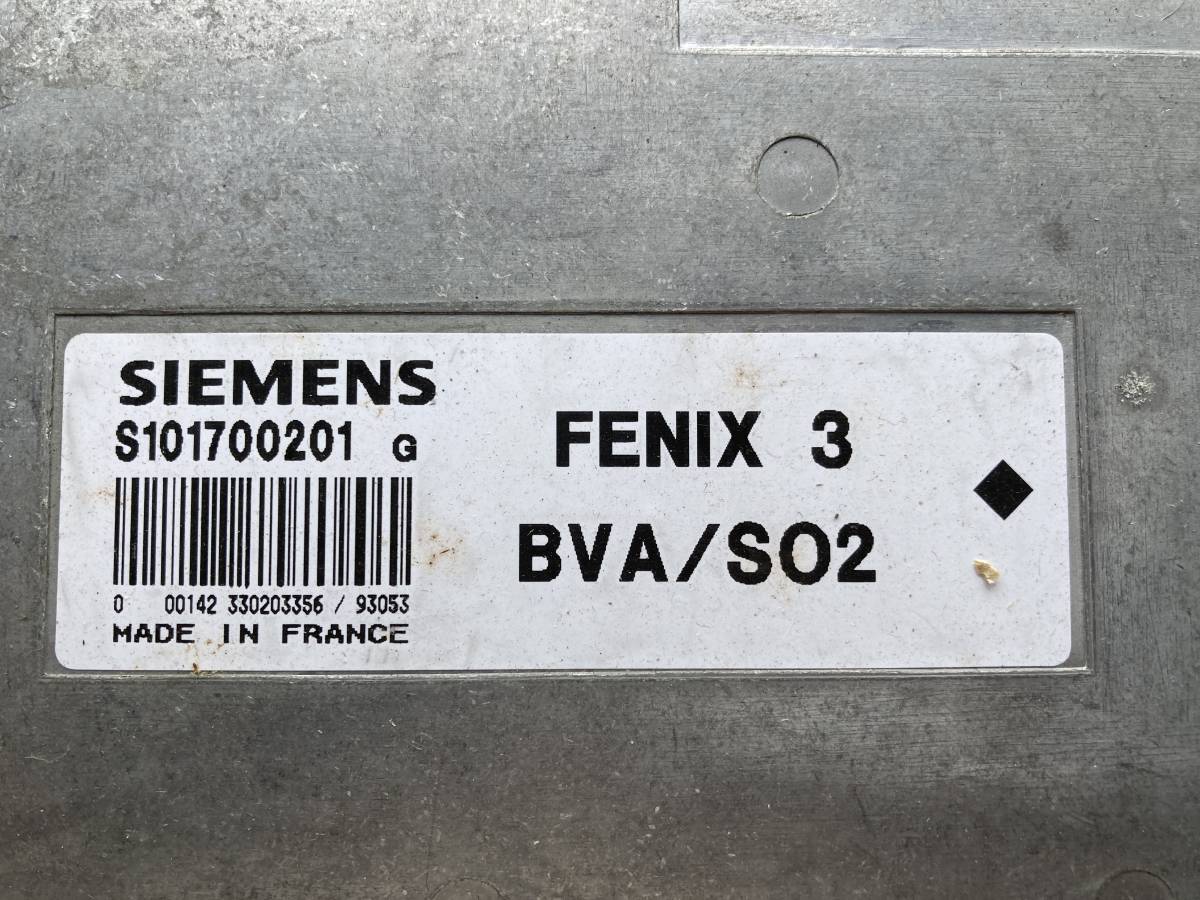 SIEMENS
S101700201 G
0 00142 330203356 / 93053
MADE IN FRANCE
FENIX 3
BVA/SO2